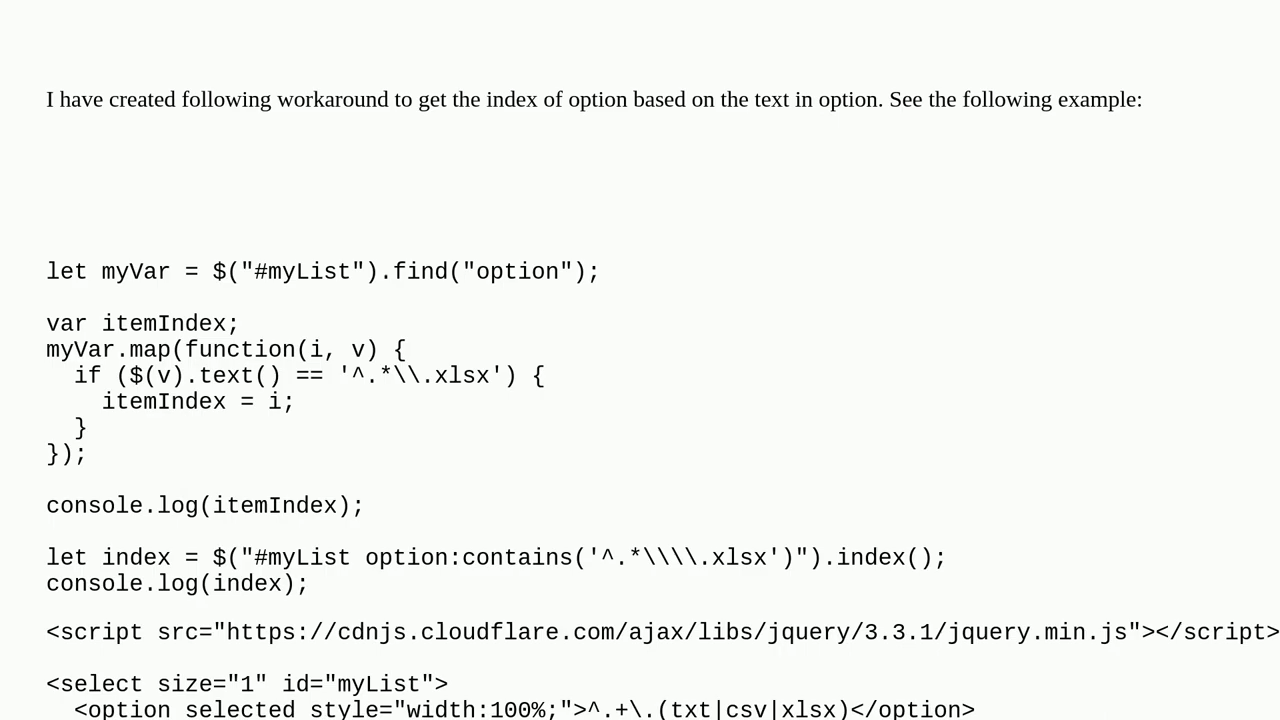 I have created following workaround to get the index of option based on the text in option. See the following example:
let myVar = $("#myList").find("option");
var itemIndex;
myVar.map(function(i, v) {
  if ($(v).text() == '^.*\\.xlsx') {
    itemIndex = i;
  }
});
console.log(itemIndex);
let index = $("#myList option:contains('^.*\\\\.xlsx')").index();
console.log(index);
<script src="https://cdnjs.cloudflare.com/ajax/libs/jquery/3.3.1/jquery.min.js"></script>
<select size="1" id="myList">
  <option selected style="width:100%;">^.+\.(txt|csv|xlsx)</option>